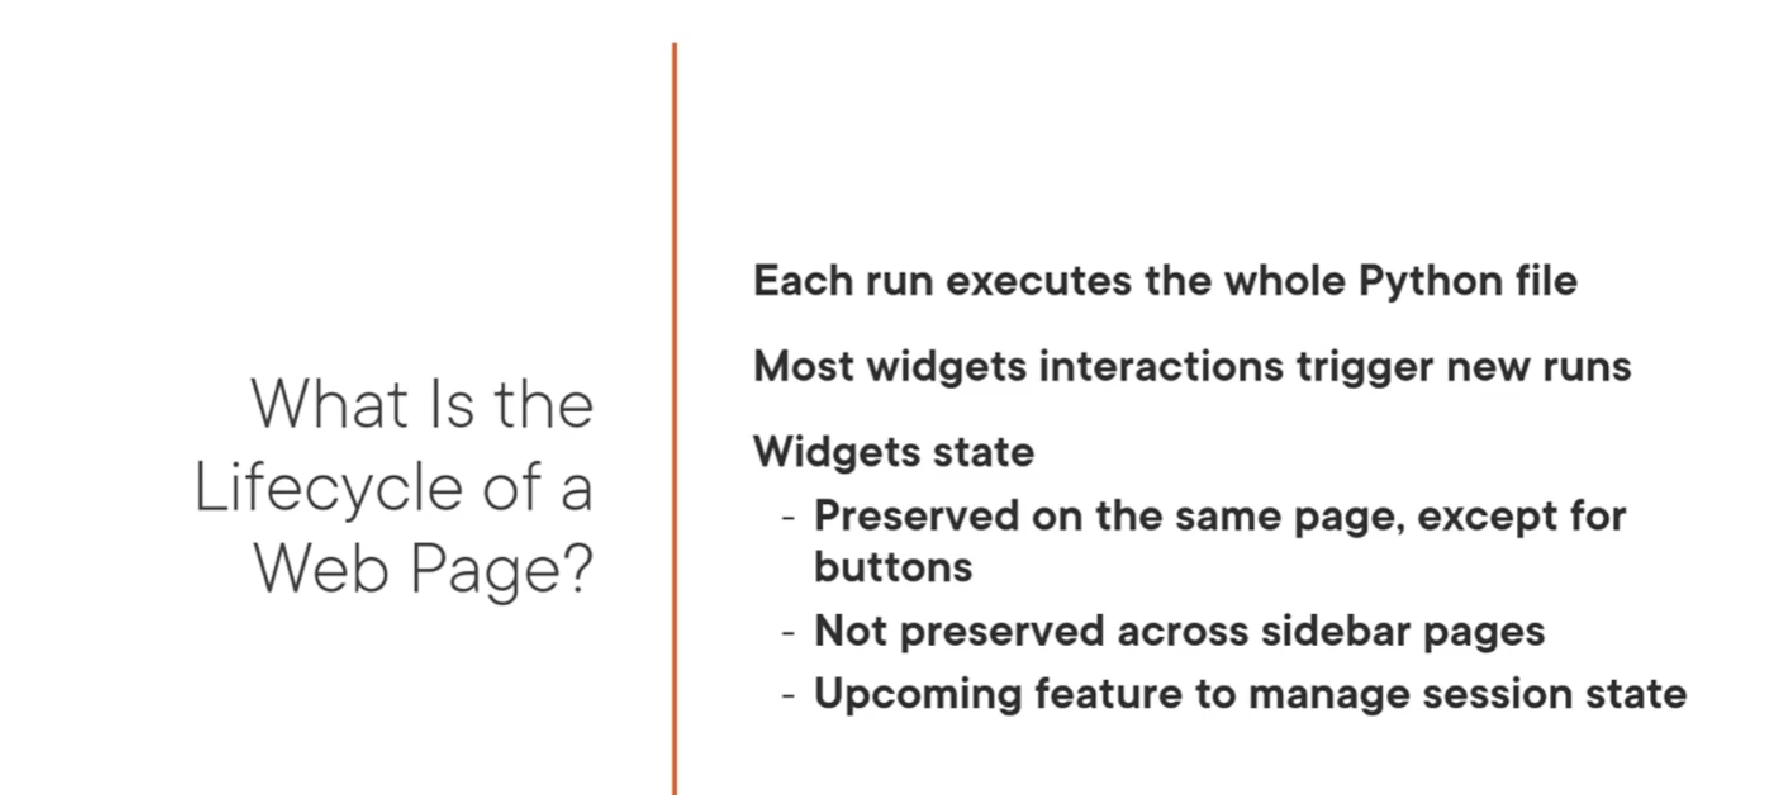 What Is the
Lifecycle of a
Web Page?
Each run executes the whole Python file
Most widgets interactions trigger new runs
Widgets state
- Preserved on the same page, except for
buttons
- Not preserved across sidebar pages
- Upcoming feature to manage session state